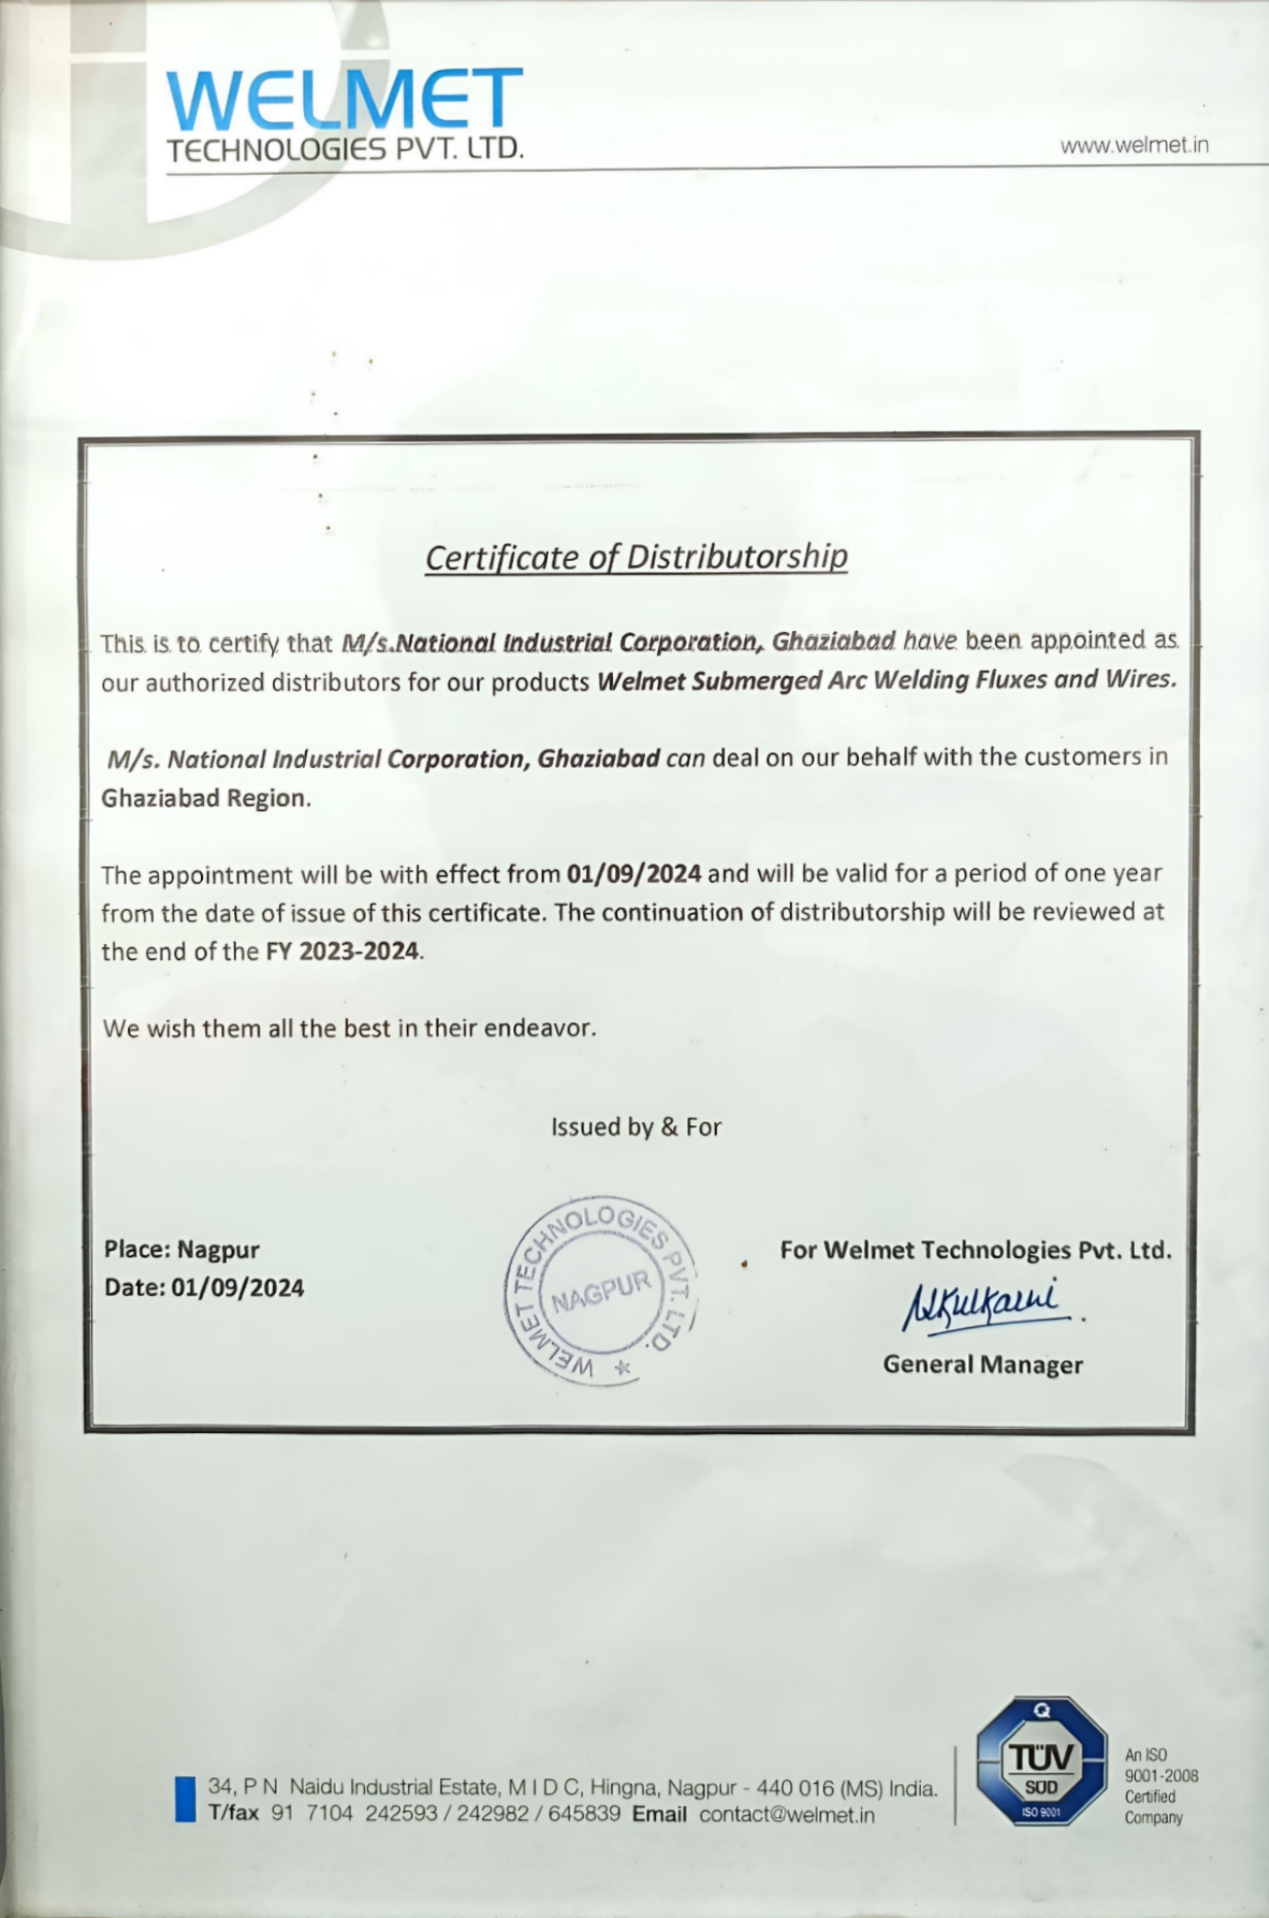 WELMET
TECHNOLOGIES PVT. LTD.
www.welmet.in
Certificate of Distributorship
This is to certify that M/s.National Industrial Corporation, Ghaziabad have been appointed as
our authorized distributors for our products Welmet Submerged Arc Welding Fluxes and Wires.
M/s. National Industrial Corporation, Ghaziabad can deal on our behalf with the customers in
Ghaziabad Region.
The appointment will be with effect from 01/09/2024 and will be valid for a period of one year
from the date of issue of this certificate. The continuation of distributorship will be reviewed at
the end of the FY 2023-2024.
We wish them all the best in their endeavor.
Issued by & For
Place: Nagpur
Date: 01/09/2024
WELMET TECHNOLOGIES PVT. LTD. *
NAGPUR
For Welmet Technologies Pvt. Ltd.
General Manager
34, P N Naidu Industrial Estate, M I D C, Hingna, Nagpur - 440 016 (MS) India.
T/fax 91 7104 242593 / 242982 / 645839 Email contact@welmet.in
Q
TÜV
SÜD
ISO 9001
An ISO
9001-2008
Certified
Company